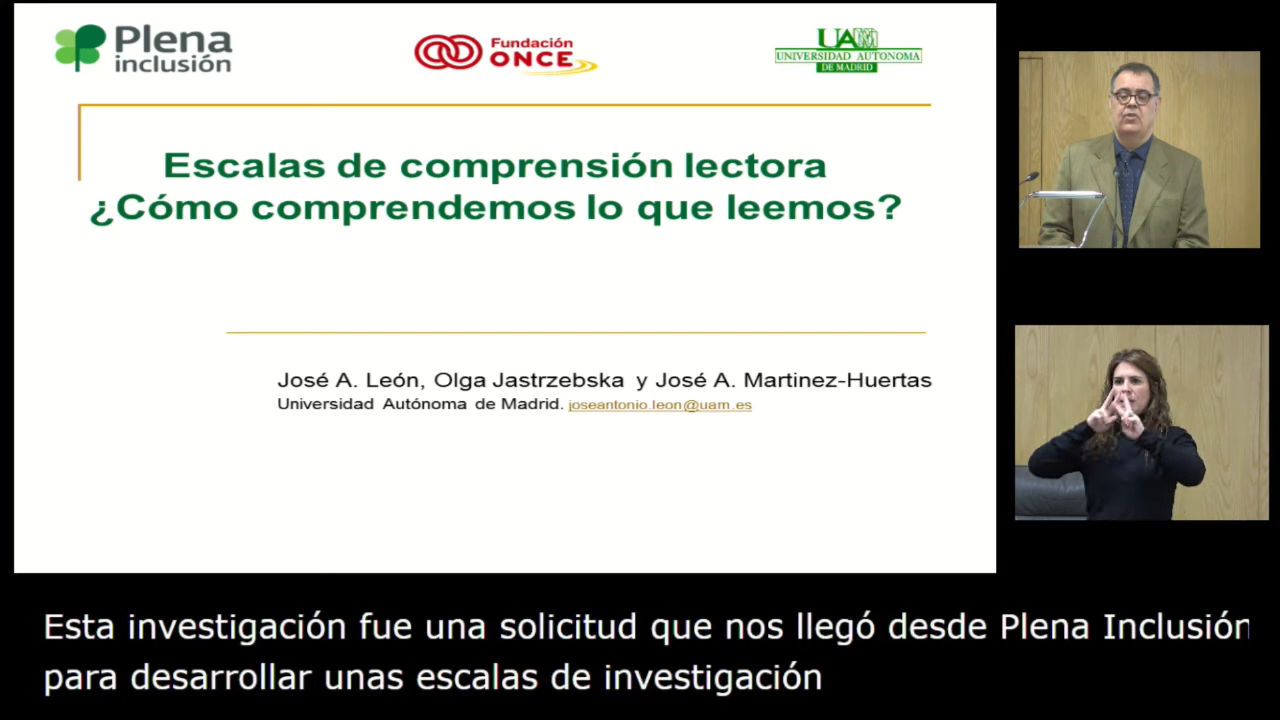 Plena
inclusión
Fundación
ONCE
UAM
UNIVERSIDAD AUTONOMA
DE MADRID
Escalas de comprensión lectora
¿Cómo comprendemos lo que leemos?
José A. León, Olga Jastrzebska y José A. Martinez-Huertas
Universidad Autónoma de Madrid. joseantonio.leon@uam.es
Esta investigación fue una solicitud que nos llegó desde Plena Inclusión
para desarrollar unas escalas de investigación